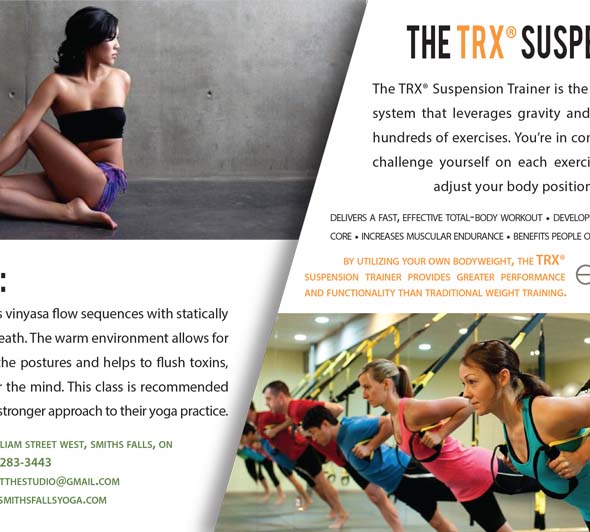 :
s vinyasa flow sequences with statically
eath. The warm environment allows for
the postures and helps to flush toxins,
r the mind. This class is recommended
stronger approach to their yoga practice.
LIAM STREET WEST, SMITHS FALLS, ON
283-3443
TTHESTUDIO@GMAIL.COM
SMITHSFALLSYOGA.COM
THE TRX® SUSPE
The TRX® Suspension Trainer is the
system that leverages gravity and
hundreds of exercises. You're in con
challenge yourself on each exerci
adjust your body position
DELIVERS A FAST, EFFECTIVE TOTAL-BODY WORKOUT • DEVELOP
CORE • INCREASES MUSCULAR ENDURANCE • BENEFITS PEOPLE O
BY UTILIZING YOUR OWN BODYWEIGHT, THE TRX®
SUSPENSION TRAINER PROVIDES GREATER PERFORMANCE
AND FUNCTIONALITY THAN TRADITIONAL WEIGHT TRAINING.